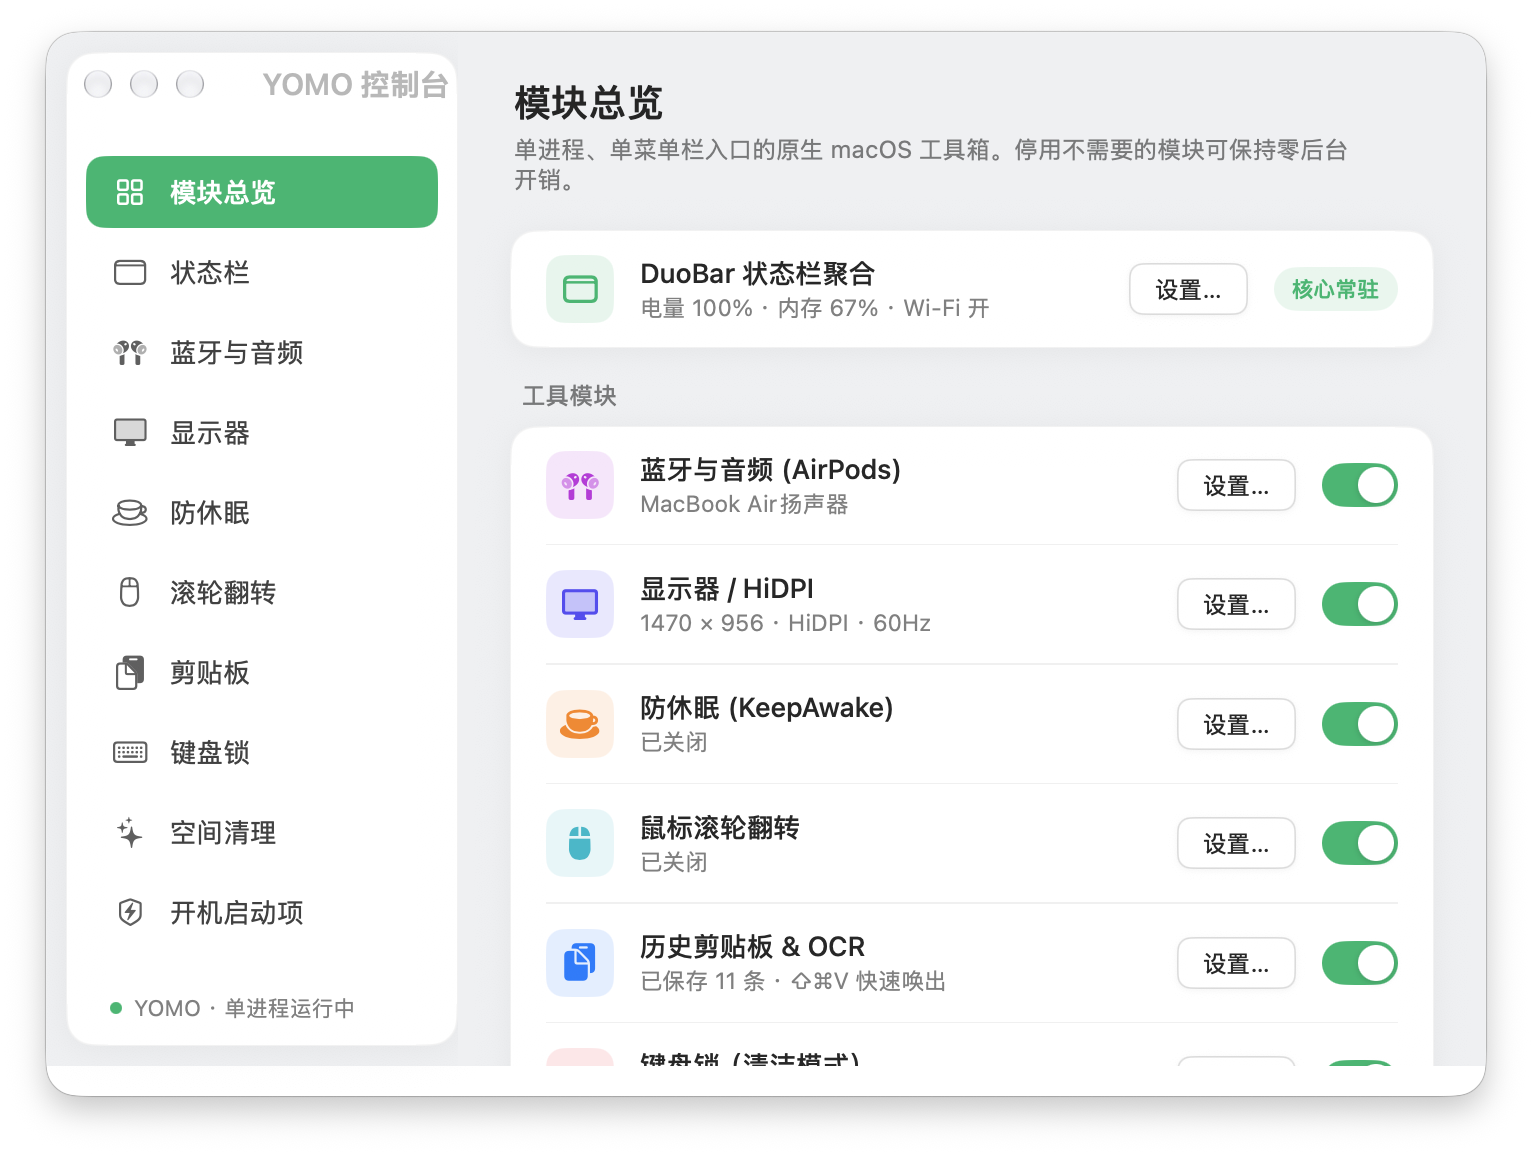 YOMO 控制台
模块总览
状态栏
蓝牙与音频
显示器
防休眠
滚轮翻转
剪贴板
键盘锁
空间清理
开机启动项
YOMO · 单进程运行中
模块总览
单进程、单菜单栏入口的原生 macOS 工具箱。停用不需要的模块可保持零后台
开销。
DuoBar 状态栏聚合
电量 100% · 内存 67% · Wi-Fi 开
设置...
核心常驻
工具模块
蓝牙与音频 (AirPods)
MacBook Air扬声器
设置...
显示器 / HiDPI
1470 × 956 · HiDPI · 60Hz
设置...
防休眠 (KeepAwake)
已关闭
设置...
鼠标滚轮翻转
已关闭
设置...
历史剪贴板 & OCR
已保存 11 条 · ⇧⌘V 快速唤出
设置...
键盘锁 (清洁模式)